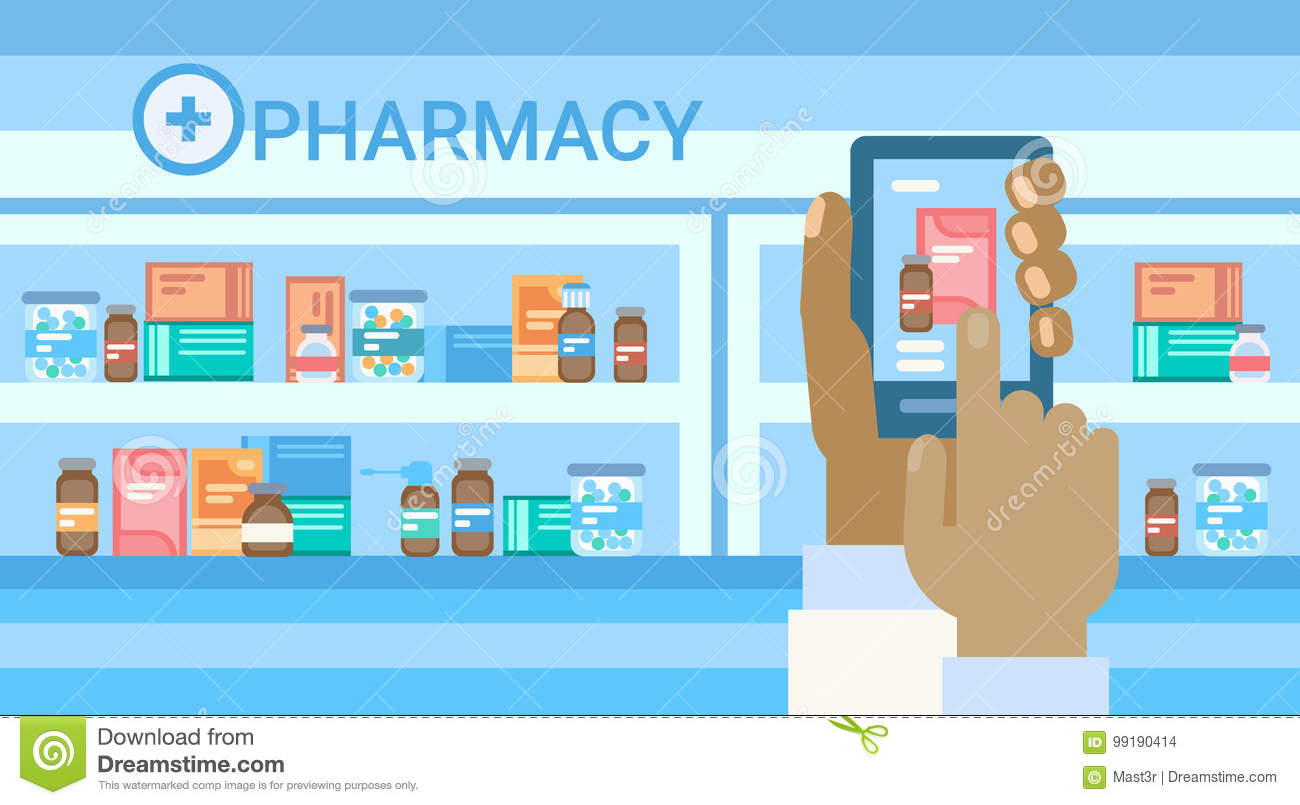 PHARMACY
Download from
Dreamstime.com
This watermarked comp image is for previewing purposes only.
ID 99190414
© Mast3r | Dreamstime.com